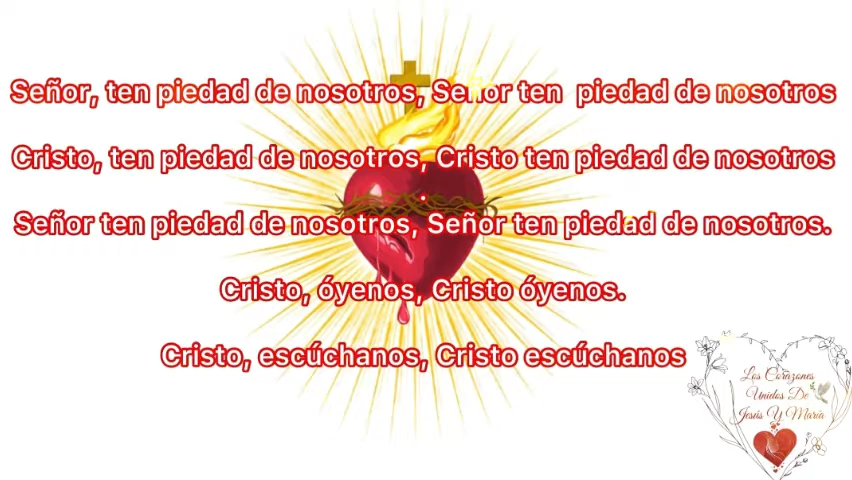 Señor, ten piedad de nosotros, Señor ten piedad de nosotros
Cristo, ten piedad de nosotros, Cristo ten piedad de nosotros
.
Señor ten piedad de nosotros, Señor ten piedad de nosotros.
Cristo, óyenos, Cristo óyenos.
Cristo, escúchanos, Cristo escúchanos
Los Corazones
Unidos De
Jesús Y María